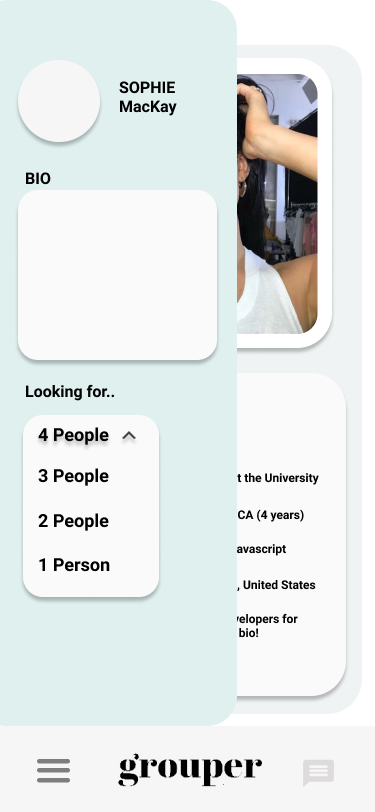 SOPHIE
MacKay
BIO
Looking for..
4 People
3 People
2 People
1 Person
t the University
CA (4 years)
avascript
, United States
velopers for
bio!
grouper